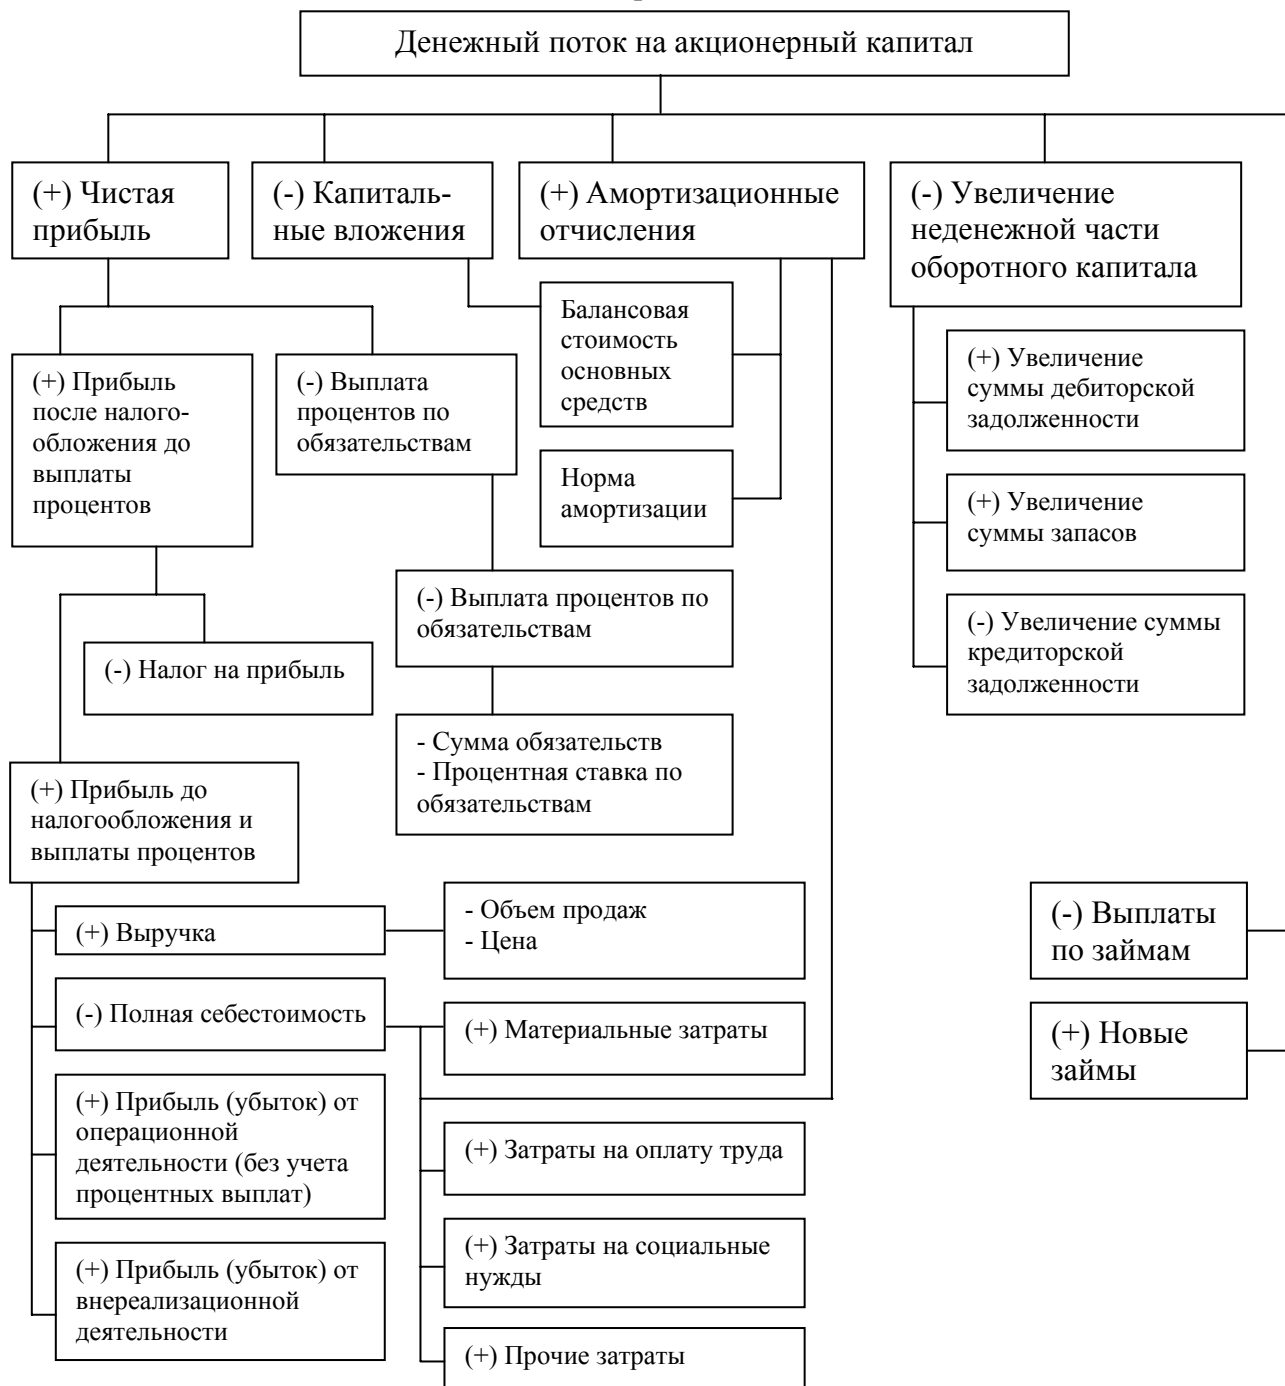 Денежный поток на акционерный капитал
(+) Чистая
прибыль
(-) Капиталь-
ные вложения
(+) Амортизационные
отчисления
(-) Увеличение
неденежной части
оборотного капитала
Балансовая
стоимость
основных
средств
Норма
амортизации
(+) Увеличение
суммы дебиторской
задолженности
(+) Увеличение
суммы запасов
(-) Увеличение суммы
кредиторской
задолженности
(+) Прибыль
после налого-
обложения до
выплаты
процентов
(-) Выплата
процентов по
обязательствам
(-) Выплата процентов по
обязательствам
(-) Налог на прибыль
- Сумма обязательств
- Процентная ставка по
обязательствам
(+) Прибыль до
налогообложения и
выплаты процентов
(+) Выручка
- Объем продаж
- Цена
(-) Полная себестоимость
(+) Материальные затраты
(+) Прибыль (убыток) от
операционной
деятельности (без учета
процентных выплат)
(+) Затраты на оплату труда
(+) Затраты на социальные
нужды
(+) Прибыль (убыток) от
внереализационной
деятельности
(+) Прочие затраты
(-) Выплаты
по займам
(+) Новые
займы